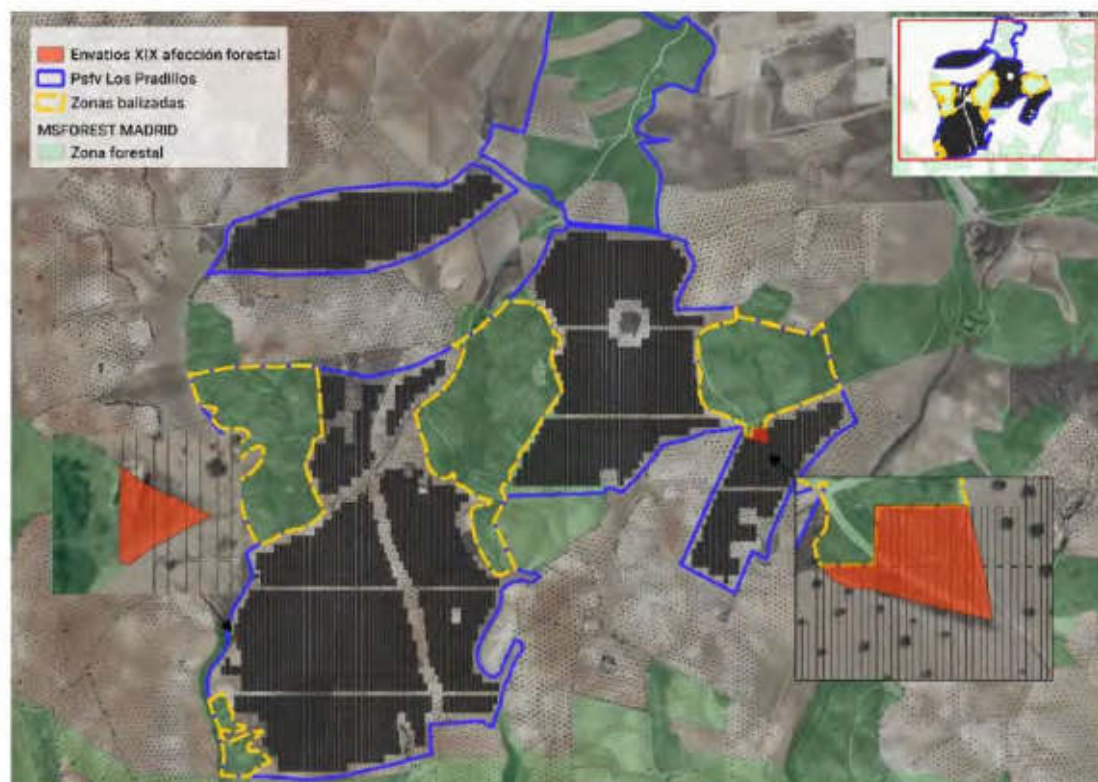 Envatios XIX afección forestal
Psfv Los Pradillos
Zonas balizadas
MSFOREST MADRID
Zona forestal